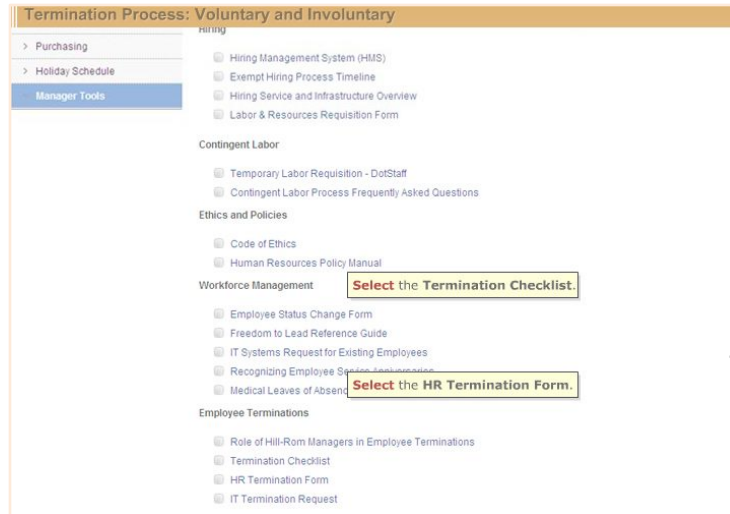 Termination Process: Voluntary and Involuntary
Hiring
> Purchasing
> Holiday Schedule
Manager Tools
Hiring Management System (HMS)
Exempt Hiring Process Timeline
Hiring Service and Infrastructure Overview
Labor & Resources Requisition Form
Contingent Labor
Temporary Labor Requisition - DotStaff
Contingent Labor Process Frequently Asked Questions
Ethics and Policies
Code of Ethics
Human Resources Policy Manual
Workforce Management
Select the Termination Checklist.
Employee Status Change Form
Freedom to Lead Reference Guide
IT Systems Request for Existing Employees
Recognizing Employee Service Anniversaries
Medical Leaves of Absenc
Select the HR Termination Form.
Employee Terminations
Role of Hill-Rom Managers in Employee Terminations
Termination Checklist
HR Termination Form
IT Termination Request